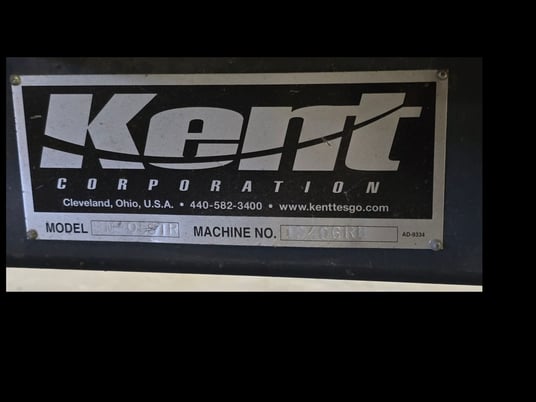 Kent
CORPORATION
Cleveland, Ohio, U.S.A. • 440-582-3400 • www.kenttesgo.com
MODEL MACHINE NO. AD-9334